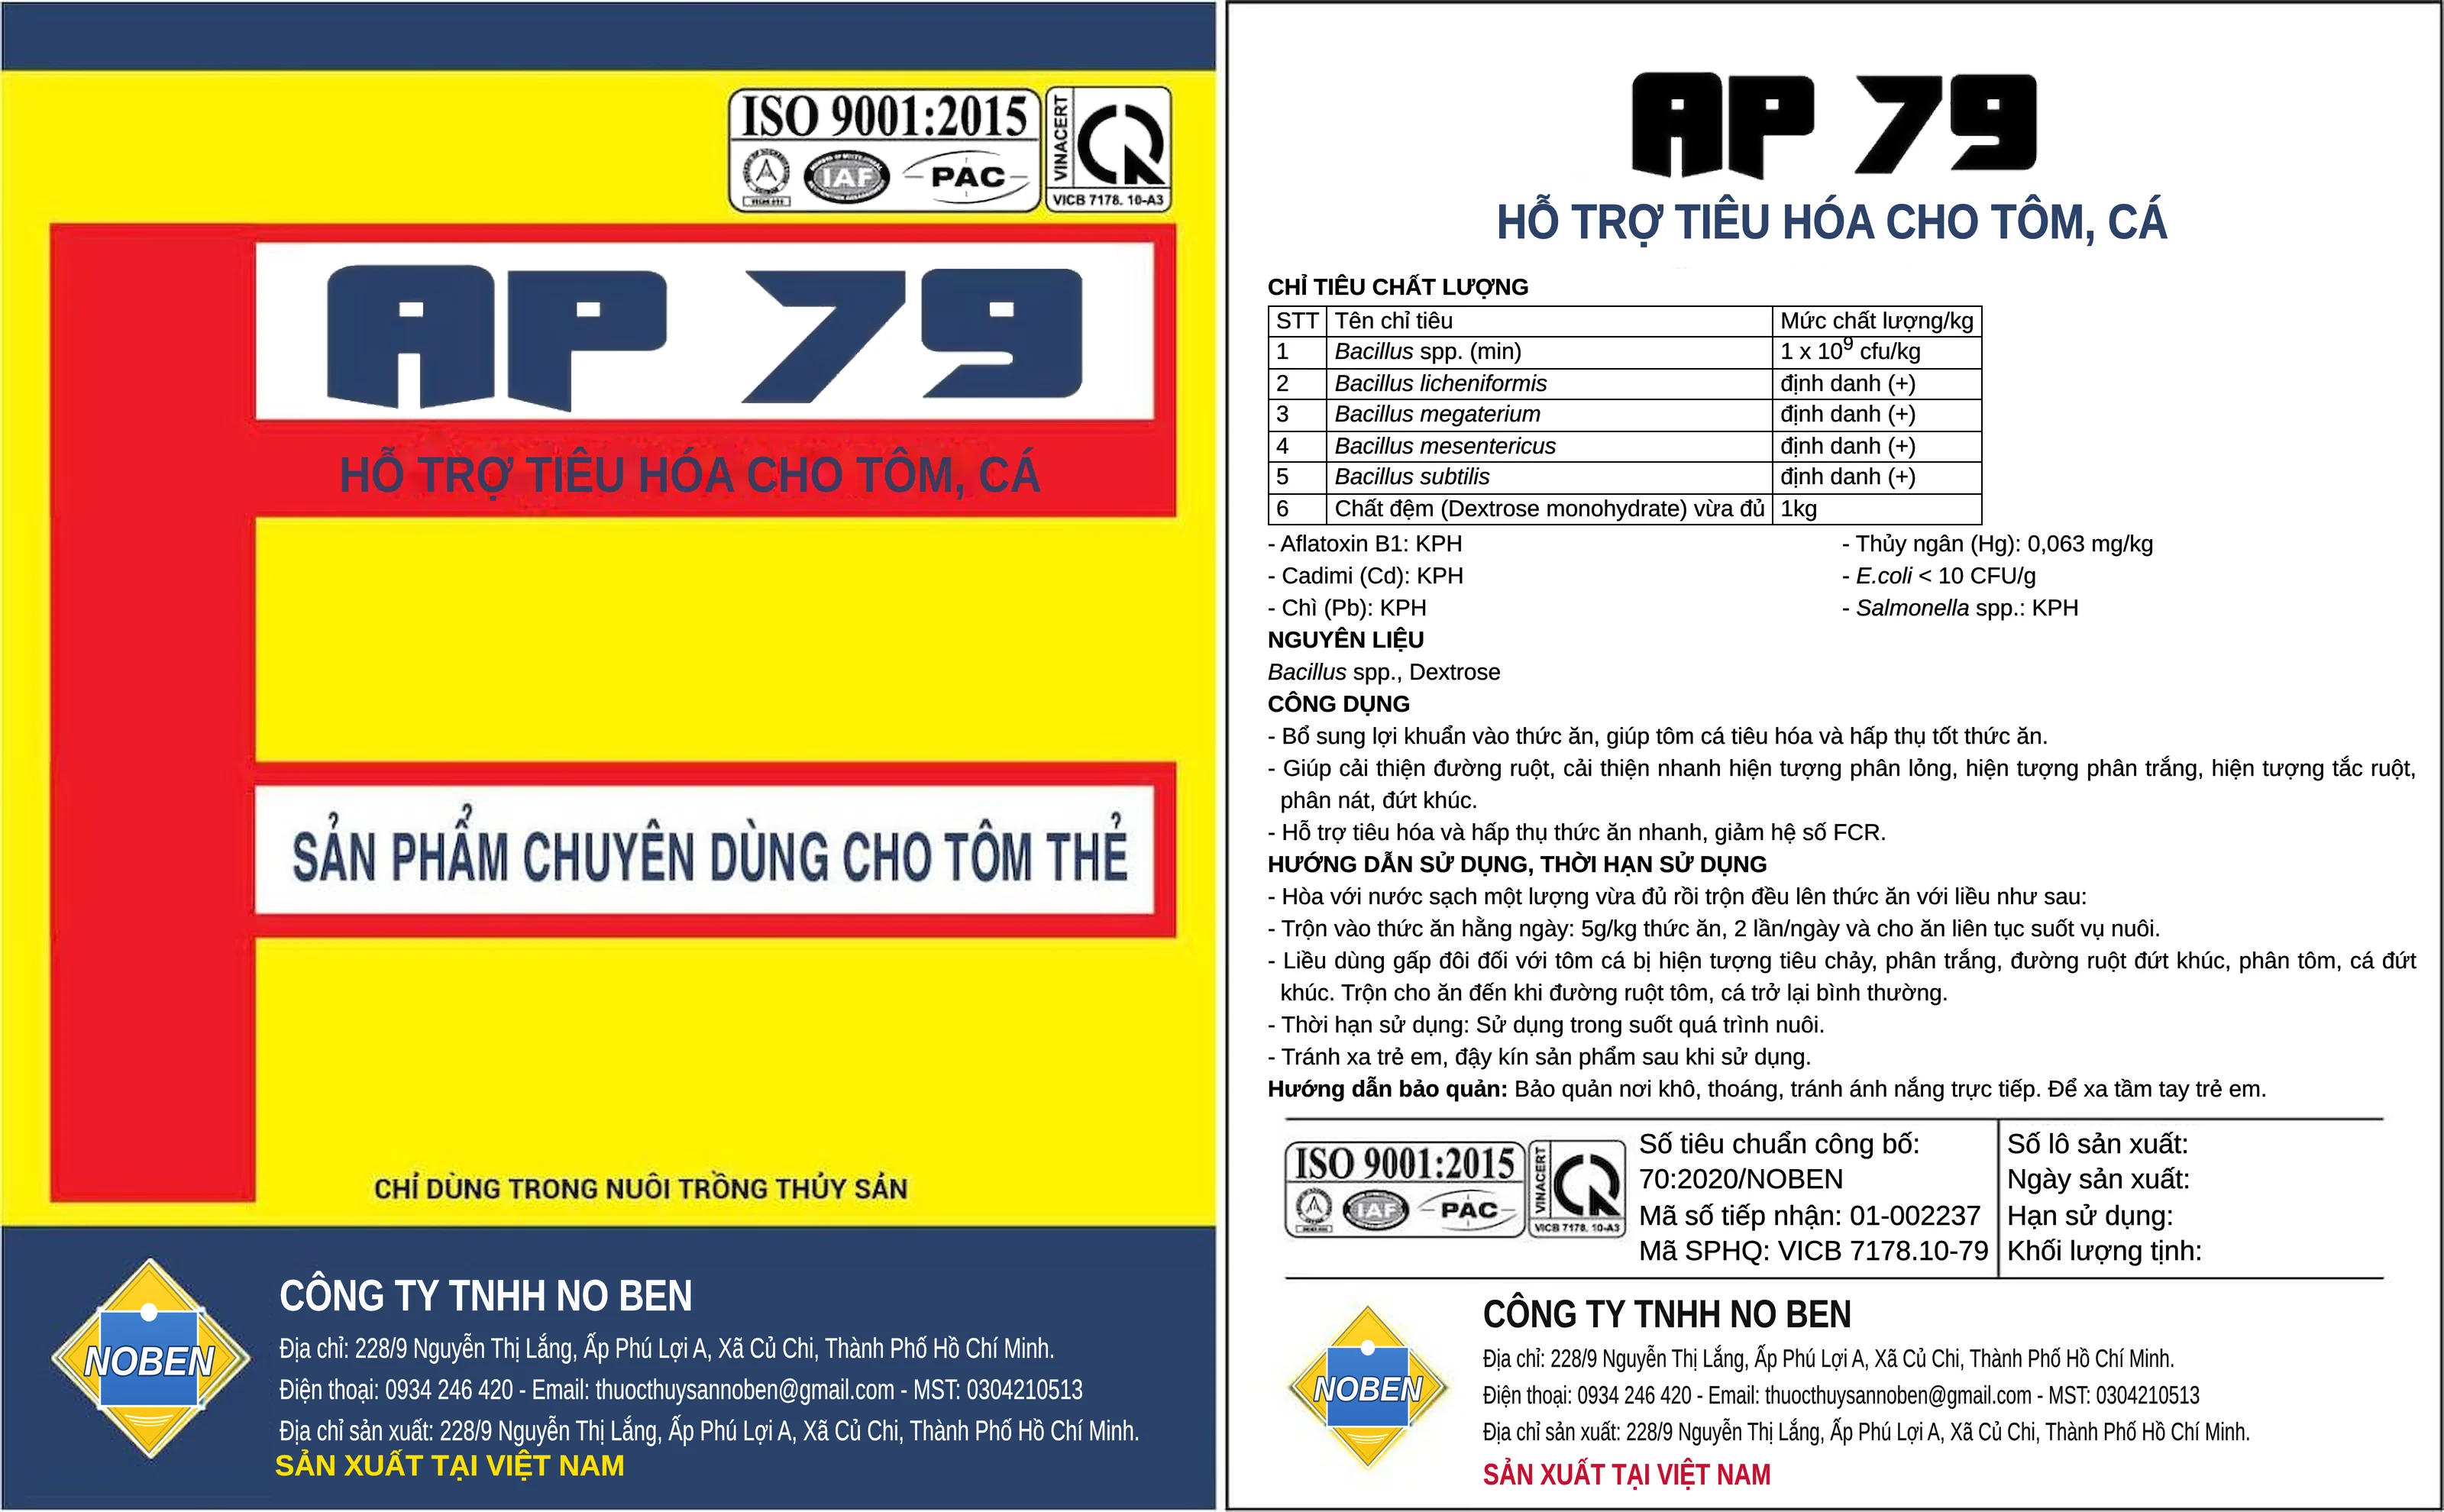 ISO 9001:2015
VINACERT
IAF
PAC
VICB 7178. 10-A3
AP 79
HỖ TRỢ TIÊU HÓA CHO TÔM, CÁ
SẢN PHẨM CHUYÊN DÙNG CHO TÔM THẺ
CHỈ DÙNG TRONG NUÔI TRỒNG THỦY SẢN
NOBEN
CÔNG TY TNHH NO BEN
Địa chỉ: 228/9 Nguyễn Thị Lắng, Ấp Phú Lợi A, Xã Củ Chi, Thành Phố Hồ Chí Minh.
Điện thoại: 0934 246 420 - Email: thuocthuysannoben@gmail.com - MST: 0304210513
Địa chỉ sản xuất: 228/9 Nguyễn Thị Lắng, Ấp Phú Lợi A, Xã Củ Chi, Thành Phố Hồ Chí Minh.
SẢN XUẤT TẠI VIỆT NAM
AP 79
HỖ TRỢ TIÊU HÓA CHO TÔM, CÁ
CHỈ TIÊU CHẤT LƯỢNG
STT Tên chỉ tiêu Mức chất lượng/kg
1 Bacillus spp. (min) 1 x 10⁹ cfu/kg
2 Bacillus licheniformis định danh (+)
3 Bacillus megaterium định danh (+)
4 Bacillus mesentericus định danh (+)
5 Bacillus subtilis định danh (+)
6 Chất đệm (Dextrose monohydrate) vừa đủ 1kg
- Aflatoxin B1: KPH - Thủy ngân (Hg): 0,063 mg/kg
- Cadimi (Cd): KPH - E.coli < 10 CFU/g
- Chì (Pb): KPH - Salmonella spp.: KPH
NGUYÊN LIỆU
Bacillus spp., Dextrose
CÔNG DỤNG
- Bổ sung lợi khuẩn vào thức ăn, giúp tôm cá tiêu hóa và hấp thụ tốt thức ăn.
- Giúp cải thiện đường ruột, cải thiện nhanh hiện tượng phân lỏng, hiện tượng phân trắng, hiện tượng tắc ruột,
phân nát, đứt khúc.
- Hỗ trợ tiêu hóa và hấp thụ thức ăn nhanh, giảm hệ số FCR.
HƯỚNG DẪN SỬ DỤNG, THỜI HẠN SỬ DỤNG
- Hòa với nước sạch một lượng vừa đủ rồi trộn đều lên thức ăn với liều như sau:
- Trộn vào thức ăn hằng ngày: 5g/kg thức ăn, 2 lần/ngày và cho ăn liên tục suốt vụ nuôi.
- Liều dùng gấp đôi đối với tôm cá bị hiện tượng tiêu chảy, phân trắng, đường ruột đứt khúc, phân tôm, cá đứt
khúc. Trộn cho ăn đến khi đường ruột tôm, cá trở lại bình thường.
- Thời hạn sử dụng: Sử dụng trong suốt quá trình nuôi.
- Tránh xa trẻ em, đậy kín sản phẩm sau khi sử dụng.
Hướng dẫn bảo quản: Bảo quản nơi khô, thoáng, tránh ánh nắng trực tiếp. Để xa tầm tay trẻ em.
ISO 9001:2015
VINACERT
IAF
PAC
VICB 7178. 10-A3
Số tiêu chuẩn công bố:
70:2020/NOBEN
Mã số tiếp nhận: 01-002237
Mã SPHQ: VICB 7178.10-79
Số lô sản xuất:
Ngày sản xuất:
Hạn sử dụng:
Khối lượng tịnh:
NOBEN
CÔNG TY TNHH NO BEN
Địa chỉ: 228/9 Nguyễn Thị Lắng, Ấp Phú Lợi A, Xã Củ Chi, Thành Phố Hồ Chí Minh.
Điện thoại: 0934 246 420 - Email: thuocthuysannoben@gmail.com - MST: 0304210513
Địa chỉ sản xuất: 228/9 Nguyễn Thị Lắng, Ấp Phú Lợi A, Xã Củ Chi, Thành Phố Hồ Chí Minh.
SẢN XUẤT TẠI VIỆT NAM